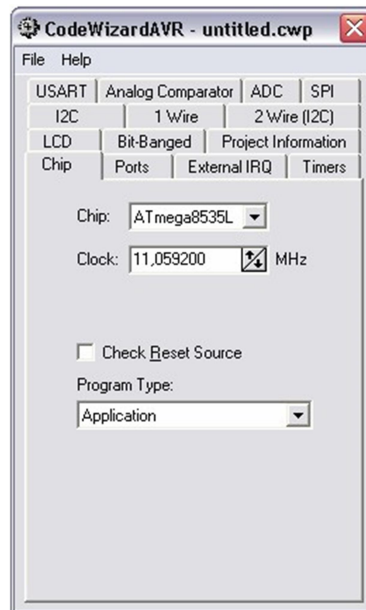 CodeWizardAVR - untitled.cwp
File Help
USART Analog Comparator ADC SPI
I2C 1 Wire 2 Wire (I2C)
LCD Bit-Banged Project Information
Chip Ports External IRQ Timers
Chip: ATmega8535L
Clock: 11,059200 MHz
Check Reset Source
Program Type:
Application